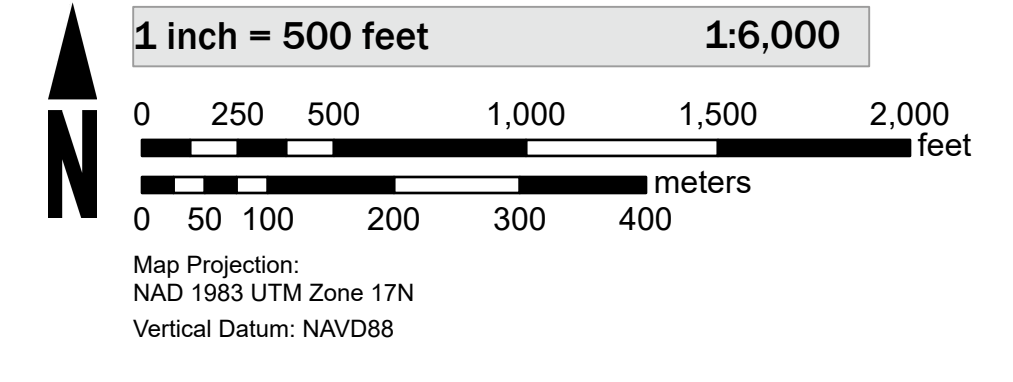 1 inch = 500 feet 1:6,000
0 250 500 1,000 1,500 2,000
feet
meters
0 50 100 200 300 400
N
Map Projection:
NAD 1983 UTM Zone 17N
Vertical Datum: NAVD88